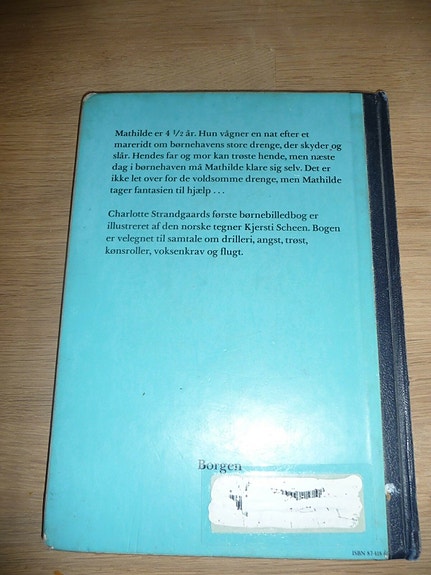 Mathilde er 4 1/2 år. Hun vågner en nat efter et
mareridt om børnehavens store drenge, der skyder og
slår. Hendes far og mor kan trøste hende, men næste
dag i børnehaven må Mathilde klare sig selv. Det er
ikke let over for de voldsomme drenge, men Mathilde
tager fantasien til hjælp . . .
Charlotte Strandgaards første børnebilledbog er
illustreret af den norske tegner Kjersti Scheen. Bogen
er velegnet til samtale om drilleri, angst, trøst,
kønsroller, voksenkrav og flugt.
Borgen
ISBN 87